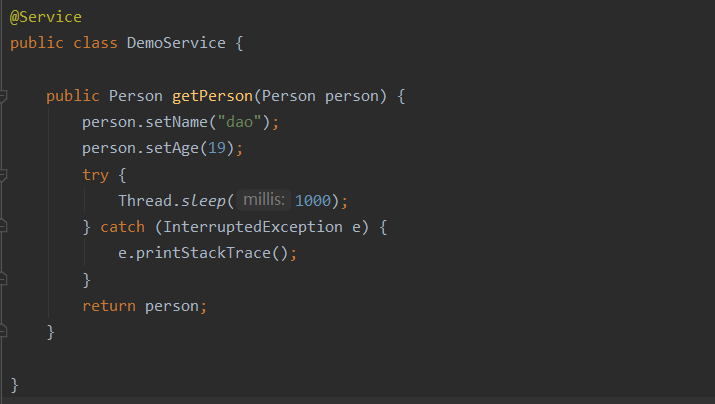 @Service
public class DemoService {
    public Person getPerson(Person person) {
        person.setName("dao");
        person.setAge(19);
        try {
            Thread.sleep( millis: 1000);
        } catch (InterruptedException e) {
            e.printStackTrace();
        }
        return person;
    }
}